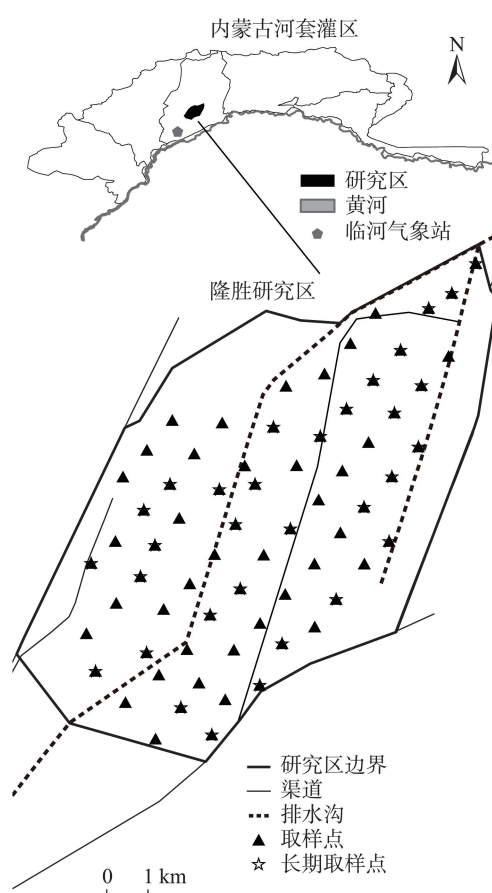 内蒙古河套灌区
N
研究区
黄河
临河气象站
隆胜研究区
研究区边界
渠道
排水沟
取样点
长期取样点
0 1 km